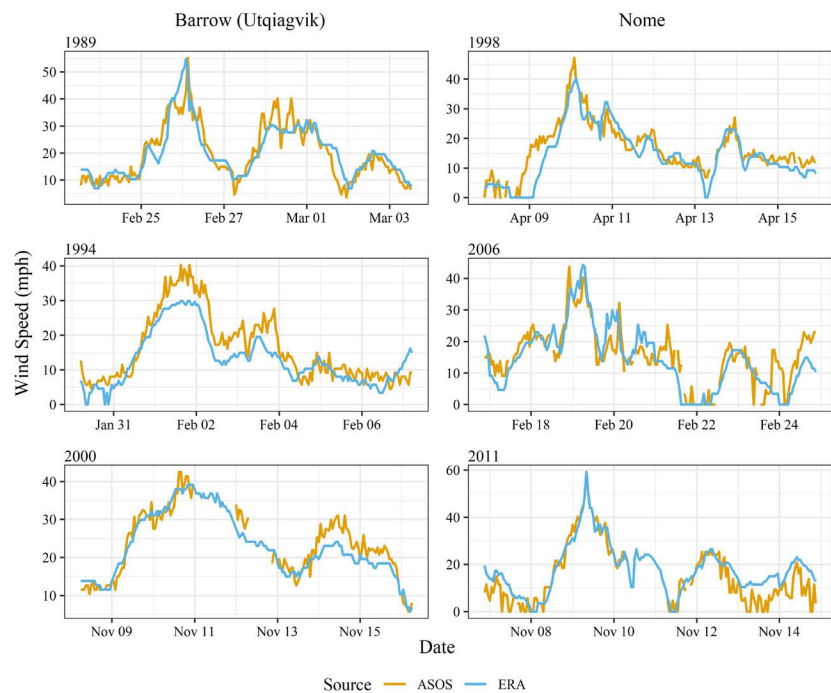 Barrow (Utqiagvik)
Nome
1989
50
40
30
20
10
Feb 25
Feb 27
Mar 01
Mar 03
1998
40
30
20
10
0
Apr 09
Apr 11
Apr 13
Apr 15
Wind Speed (mph)
1994
40
30
20
10
0
Jan 31
Feb 02
Feb 04
Feb 06
2006
40
30
20
10
0
Feb 18
Feb 20
Feb 22
Feb 24
2000
40
30
20
10
Nov 09
Nov 11
Nov 13
Nov 15
2011
60
40
20
0
Nov 08
Nov 10
Nov 12
Nov 14
Date
Source ASOS ERA